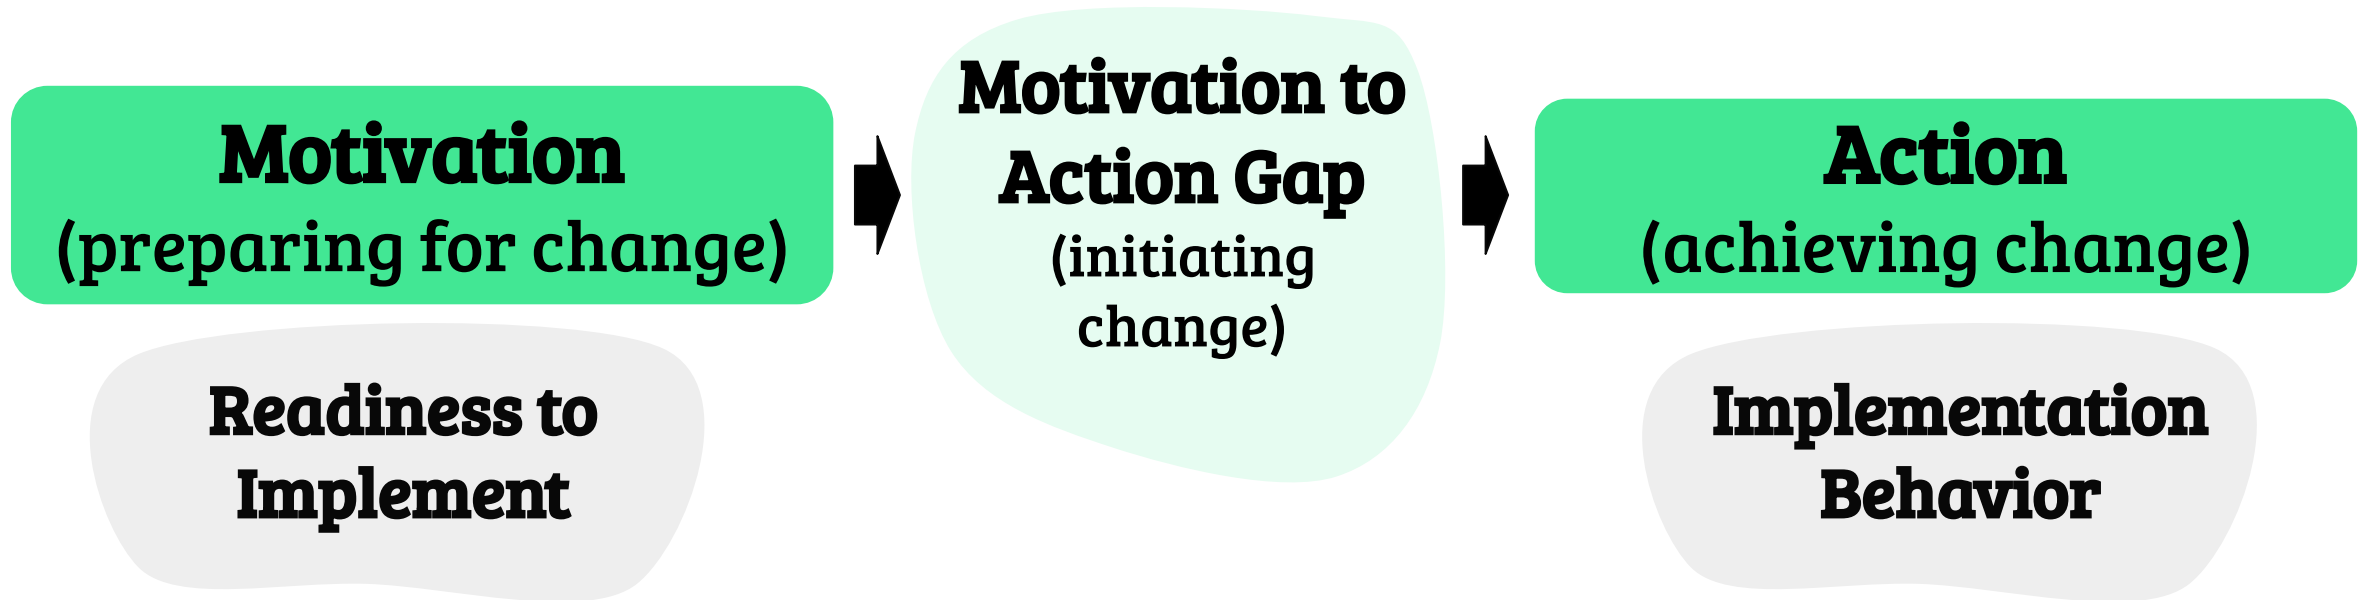 Motivation
(preparing for change)
Motivation to
Action Gap
(initiating
change)
Action
(achieving change)
Readiness to
Implement
Implementation
Behavior